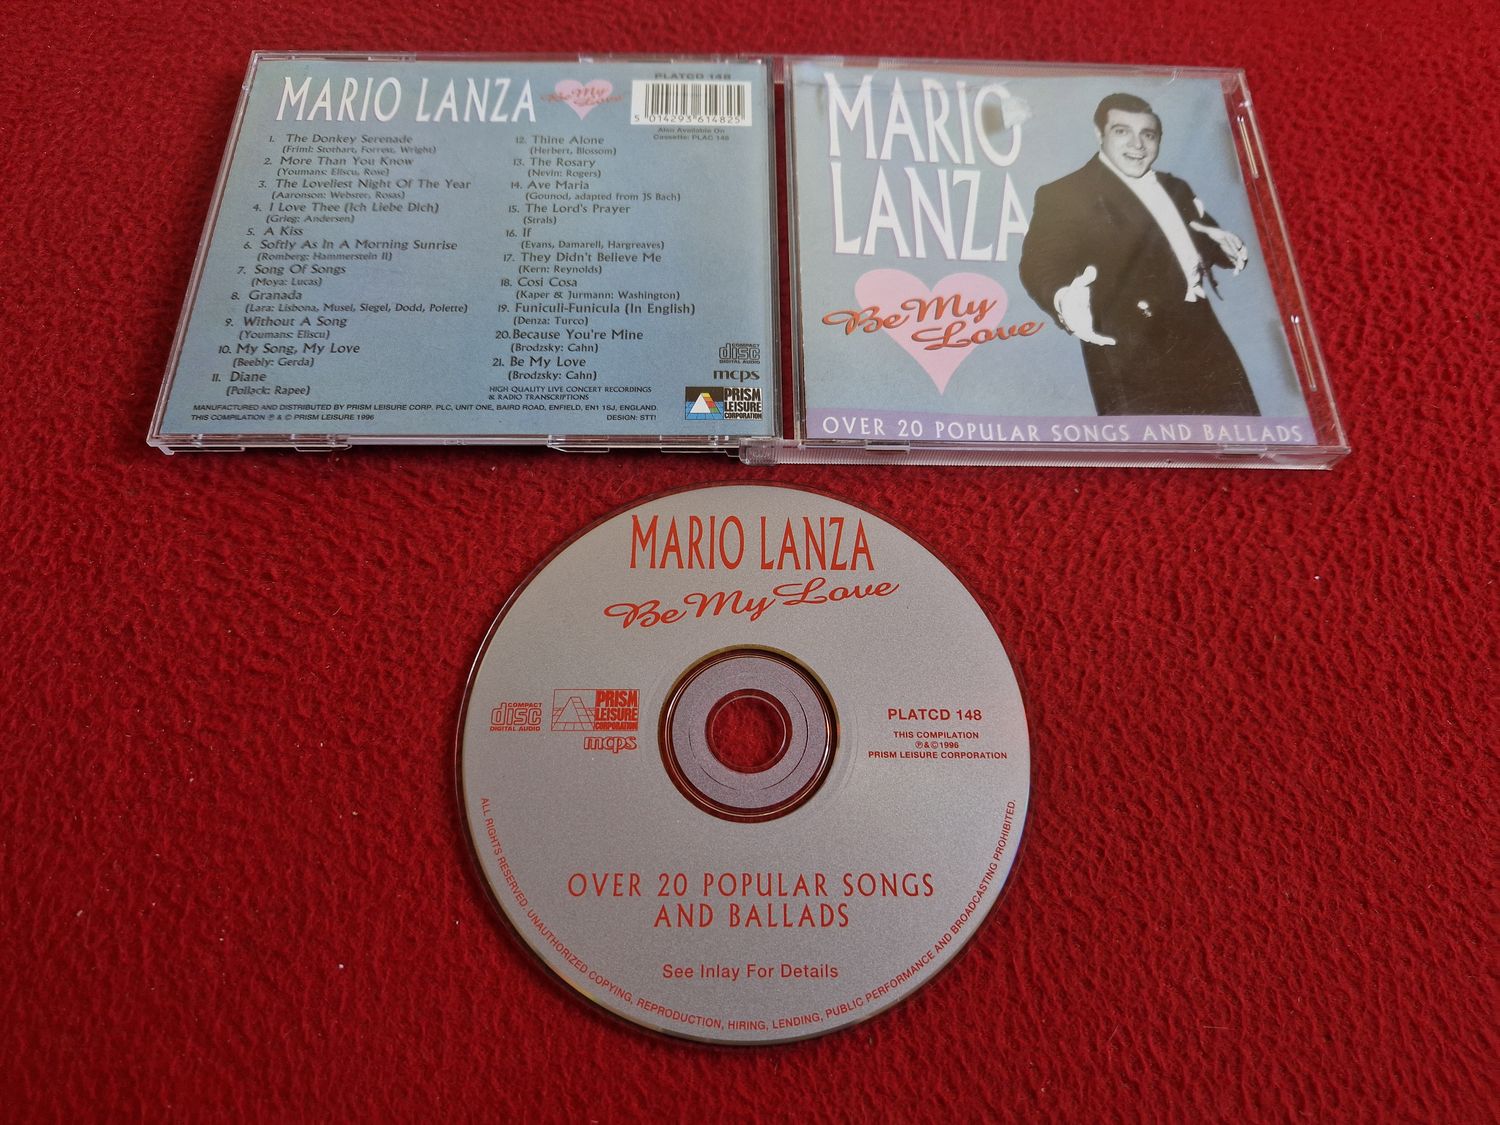 MARIO LANZA
Be My
Love
PLATCD 148
5 014293 614825
Also Available On
Cassette: PLAC 148
1. The Donkey Serenade
(Friml: Stothart, Forrest, Wright)
2. More Than You Know
(Youmans: Eliscu, Rose)
3. The Loveliest Night Of The Year
(Aaronson: Webster, Rosas)
4. I Love Thee (Ich Liebe Dich)
(Grieg: Andersen)
5. A Kiss
6. Softly As In A Morning Sunrise
(Romberg: Hammerstein II)
7. Song Of Songs
(Moya: Lucas)
8. Granada
(Lara: Lisbona, Musel, Siegel, Dodd, Polette)
9. Without A Song
(Youmans: Eliscu)
10. My Song, My Love
(Beebly: Gerda)
11. Diane
(Pollack: Rapee)
12. Thine Alone
(Herbert, Blossom)
13. The Rosary
(Nevin: Rogers)
14. Ave Maria
(Gounod, adapted from JS Bach)
15. The Lord's Prayer
(Strals)
16. If
(Evans, Damarell, Hargreaves)
17. They Didn't Believe Me
(Kern: Reynolds)
18. Cosi Cosa
(Kaper & Jurmann: Washington)
19. Funiculi-Funicula (In English)
(Denza: Turco)
20. Because You're Mine
(Brodzsky: Cahn)
21. Be My Love
(Brodzsky: Cahn)
HIGH QUALITY LIVE CONCERT RECORDINGS
& RADIO TRANSCRIPTIONS
COMPACT
disc
DIGITAL AUDIO
mcps
PRISM
LEISURE
CORPORATION
MANUFACTURED AND DISTRIBUTED BY PRISM LEISURE CORP. PLC, UNIT ONE, BAIRD ROAD, ENFIELD, EN1 1SJ, ENGLAND.
THIS COMPILATION ℗ & © PRISM LEISURE 1996
DESIGN: STTI
MARIO
LANZA
Be My
Love
OVER 20 POPULAR SONGS AND BALLADS
MARIO LANZA
Be My Love
COMPACT
disc
DIGITAL AUDIO
PRISM
LEISURE
CORPORATION
mcps
PLATCD 148
THIS COMPILATION
℗&©1996
PRISM LEISURE CORPORATION
OVER 20 POPULAR SONGS
AND BALLADS
See Inlay For Details
ALL RIGHTS RESERVED. UNAUTHORIZED COPYING, REPRODUCTION, HIRING, LENDING, PUBLIC PERFORMANCE AND BROADCASTING PROHIBITED.